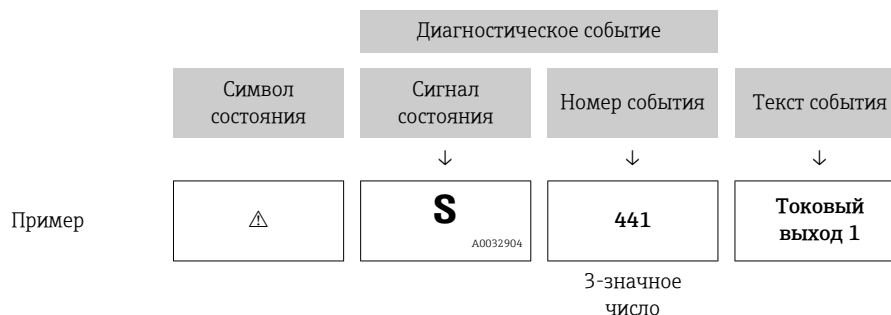 Диагностическое событие
Символ
состояния
Сигнал
состояния
Номер события
Текст события
↓ ↓ ↓
Пример
⚠
S
A0032904
441
Токовый
выход 1
3-значное
число